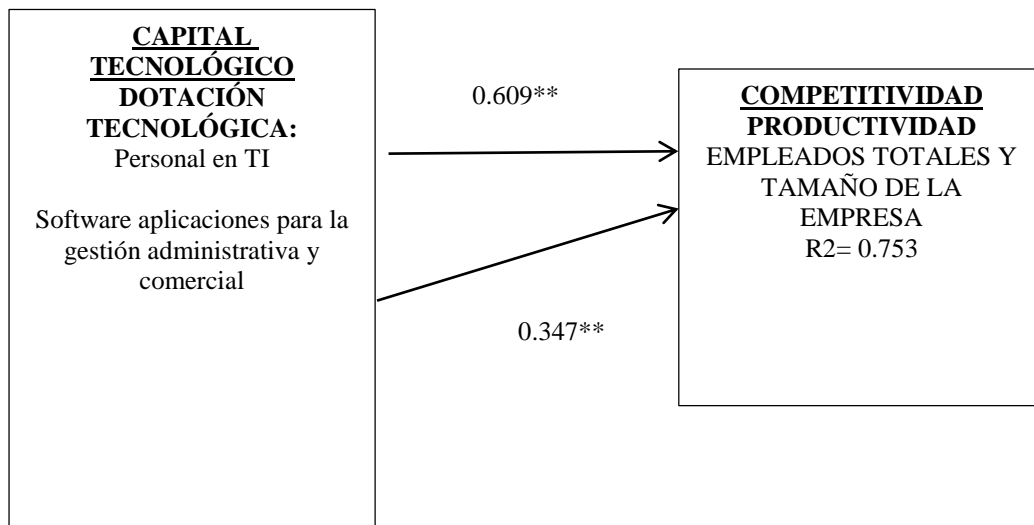 CAPITAL
TECNOLÓGICO
DOTACIÓN
TECNOLÓGICA:
Personal en TI
Software aplicaciones para la
gestión administrativa y
comercial
0.609**
0.347**
COMPETITIVIDAD
PRODUCTIVIDAD
EMPLEADOS TOTALES Y
TAMAÑO DE LA
EMPRESA
R2= 0.753